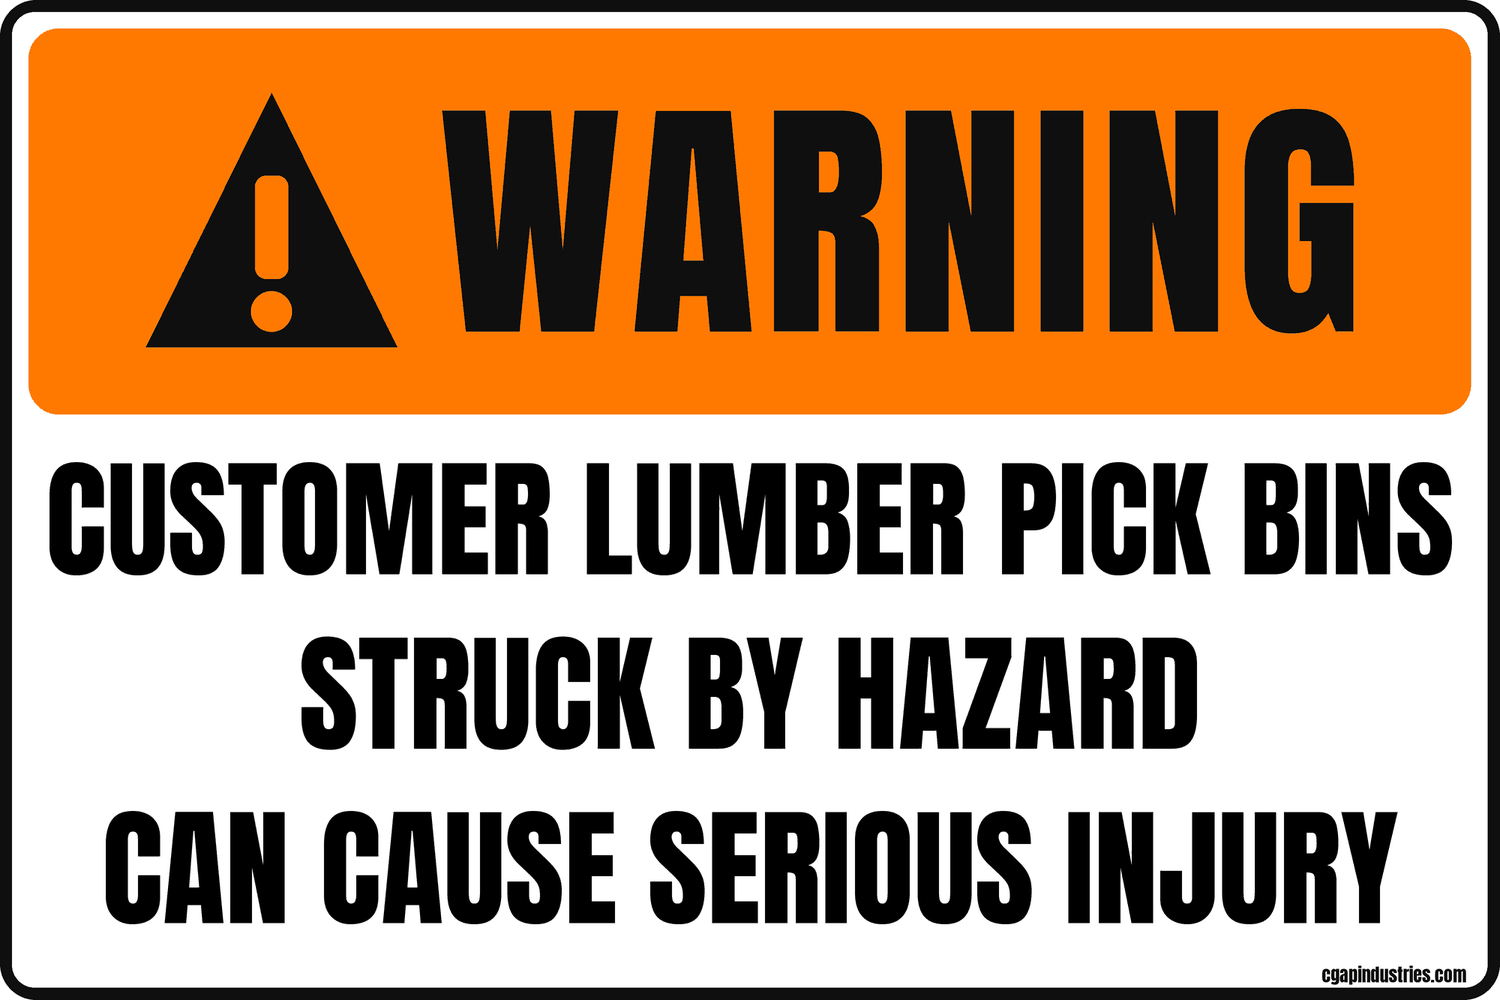 WARNING
CUSTOMER LUMBER PICK BINS
STRUCK BY HAZARD
CAN CAUSE SERIOUS INJURY
cgapindustries.com